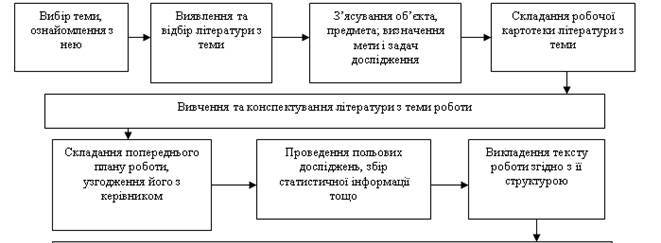 Вибір теми,
ознайомлення з
нею
Виявлення та
відбір літератури з
теми
З’ясування об’єкта,
предмета; визначення
мети і задач
дослідження
Складання робочої
картотеки літератури з
теми
Вивчення та конспектування літератури з теми роботи
Складання попереднього
плану роботи,
узгодження його з
керівником
Проведення польових
досліджень, збір
статистичної інформації
тощо
Викладення тексту
роботи згідно з її
структурою